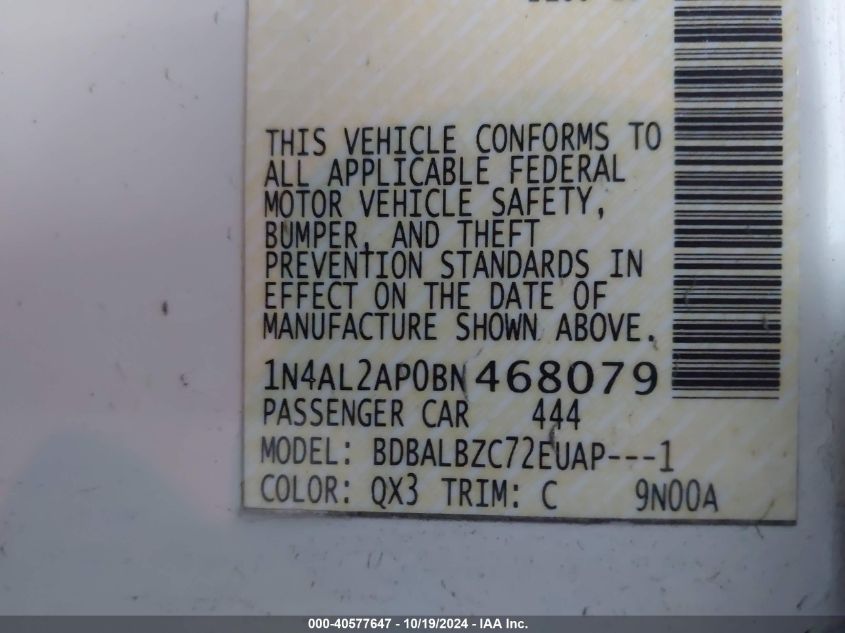 THIS VEHICLE CONFORMS TO
ALL APPLICABLE FEDERAL
MOTOR VEHICLE SAFETY,
BUMPER, AND THEFT
PREVENTION STANDARDS IN
EFFECT ON THE DATE OF
MANUFACTURE SHOWN ABOVE.
1N4AL2AP0BN468079
PASSENGER CAR 444
MODEL: BDBALBZC72EUAP---1
COLOR: QX3 TRIM: C 9N00A
000-40577647 - 10/19/2024 - IAA Inc.